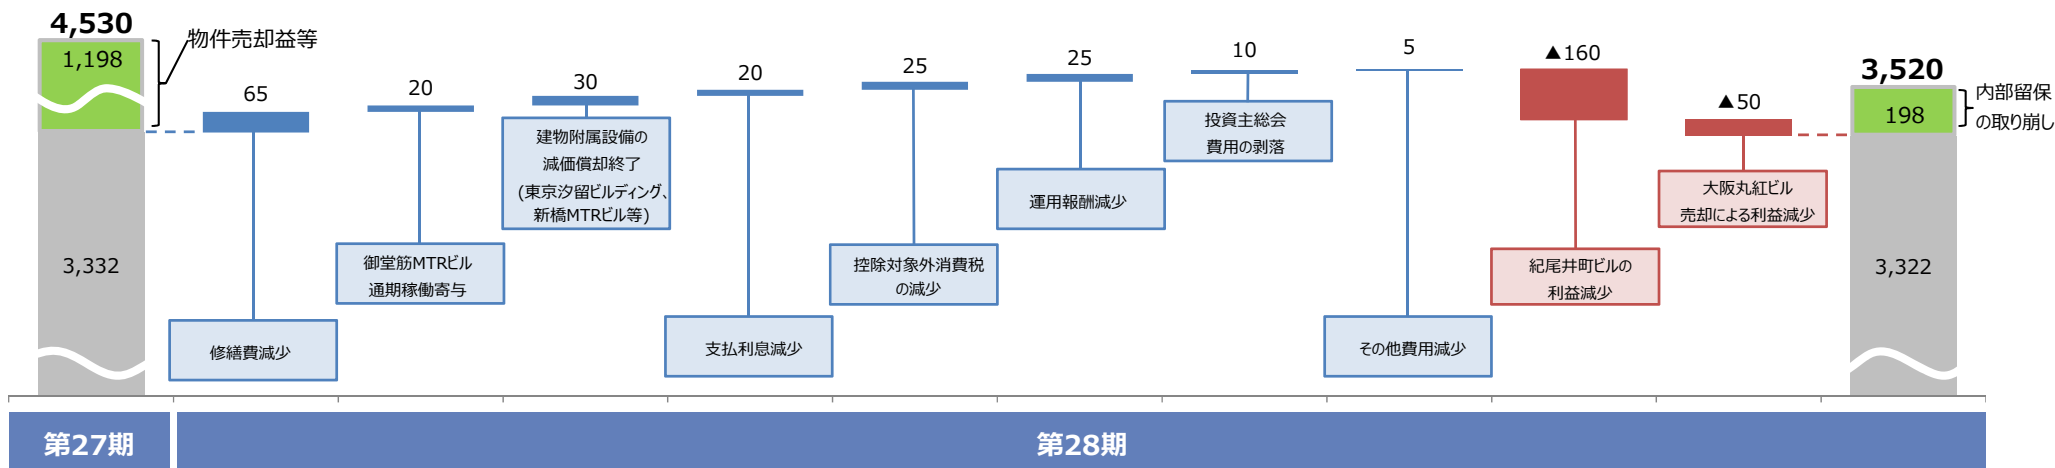 4,530
1,198
物件売却益等
3,332
65
修繕費減少
20
御堂筋MTRビル
通期稼働寄与
30
建物附属設備の
減価償却終了
(東京汐留ビルディング、
新橋MTRビル等)
20
支払利息減少
25
控除対象外消費税
の減少
25
運用報酬減少
10
投資主総会
費用の剥落
5
その他費用減少
▲160
紀尾井町ビルの
利益減少
▲50
大阪丸紅ビル
売却による利益減少
3,520
198
内部留保
の取り崩し
3,322
第27期
第28期